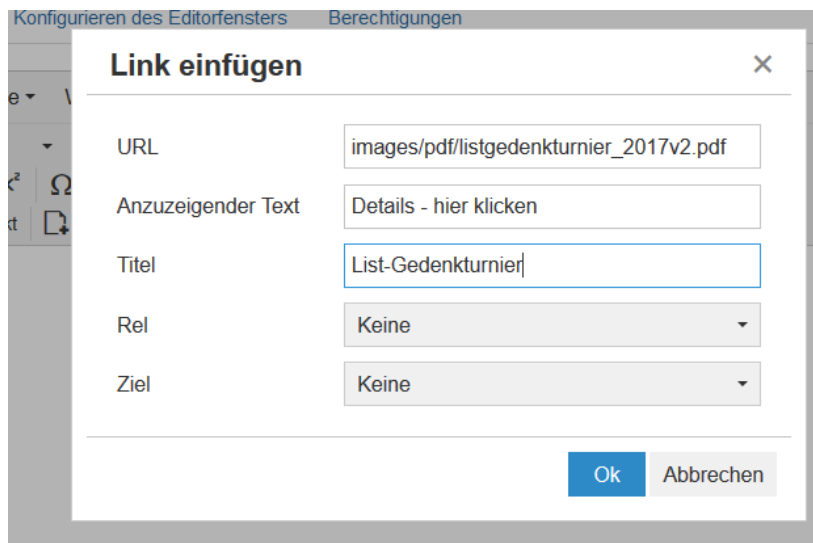 Konfigurieren des Editorfensters Berechtigungen
Link einfügen ×
URL images/pdf/listgedenkturnier_2017v2.pdf
Anzuzeigender Text Details - hier klicken
Titel List-Gedenkturnier
Rel Keine
Ziel Keine
Ok Abbrechen